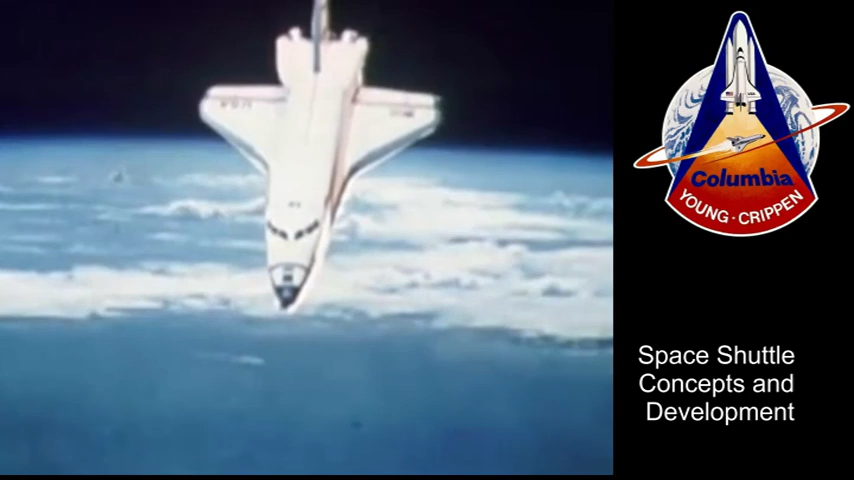 Columbia
YOUNG · CRIPPEN
Space Shuttle
Concepts and
Development